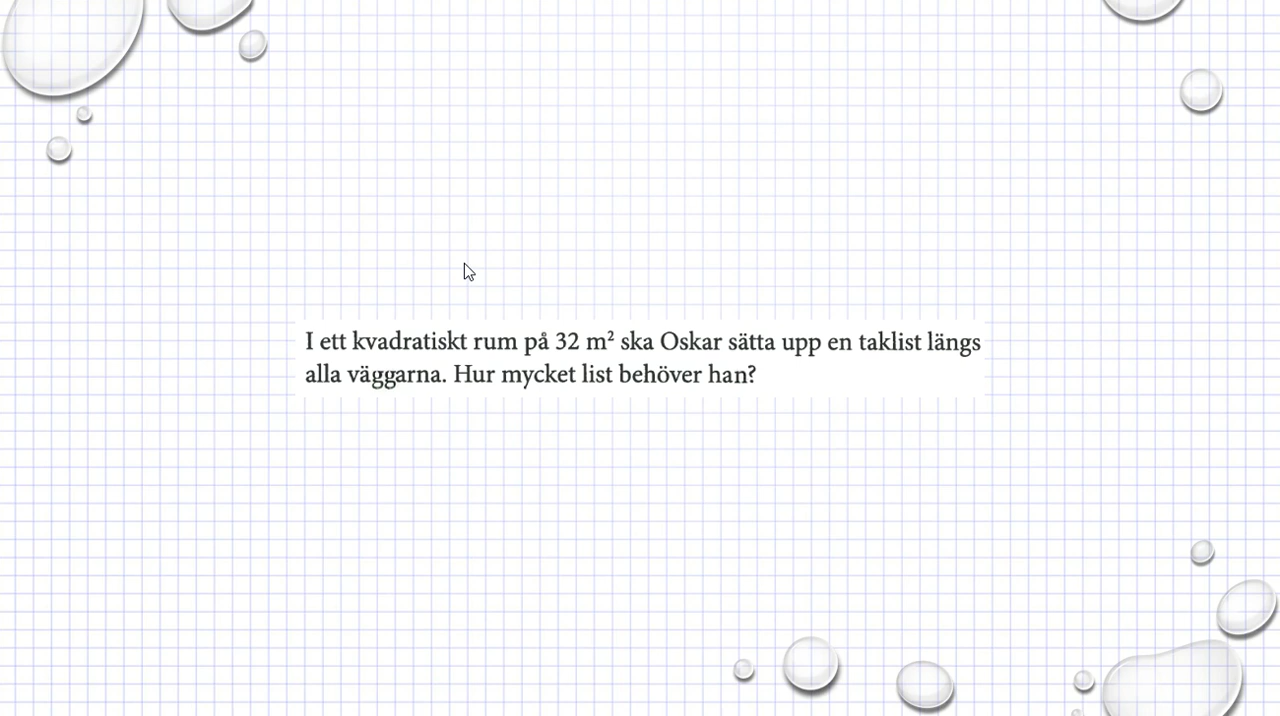 I ett kvadratiskt rum på 32 m² ska Oskar sätta upp en taklist längs
alla väggarna. Hur mycket list behöver han?